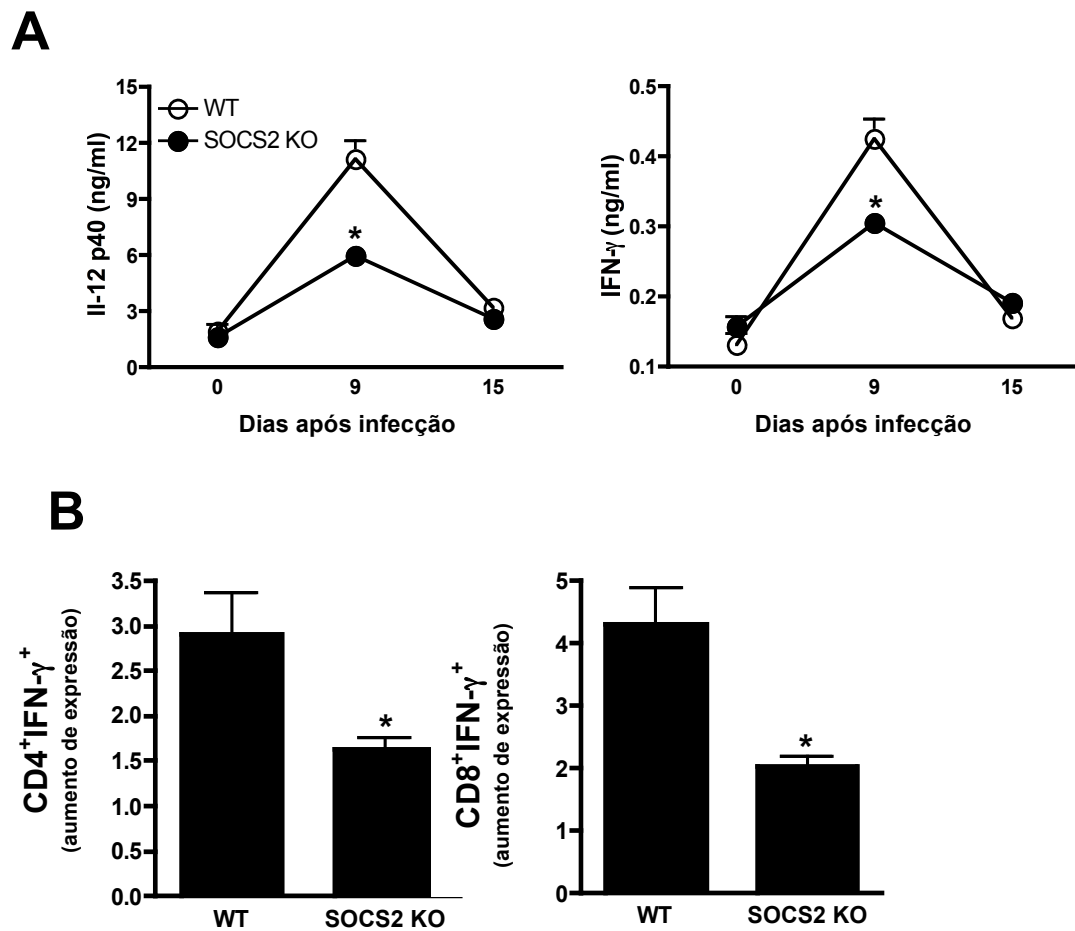 A
Il-12 p40 (ng/ml)
15
12
9
6
3
0
WT
SOCS2 KO
*
0 9 15
Dias após infecção
IFN-γ (ng/ml)
0.5
0.4
0.3
0.2
0.1
*
0 9 15
Dias após infecção
B
CD4⁺IFN-γ⁺
(aumento de expressão)
3.5
3.0
2.5
2.0
1.5
1.0
0.5
0.0
*
WT SOCS2 KO
CD8⁺IFN-γ⁺
(aumento de expressão)
5
4
3
2
1
0
*
WT SOCS2 KO